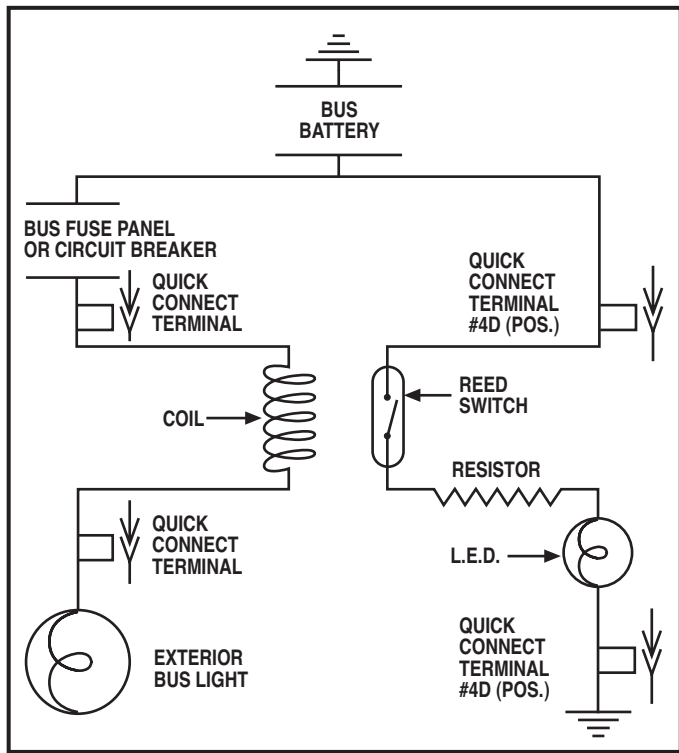 BUS
BATTERY
BUS FUSE PANEL
OR CIRCUIT BREAKER
QUICK
CONNECT
TERMINAL
QUICK
CONNECT
TERMINAL
#4D (POS.)
COIL
REED
SWITCH
RESISTOR
QUICK
CONNECT
TERMINAL
L.E.D.
EXTERIOR
BUS LIGHT
QUICK
CONNECT
TERMINAL
#4D (POS.)